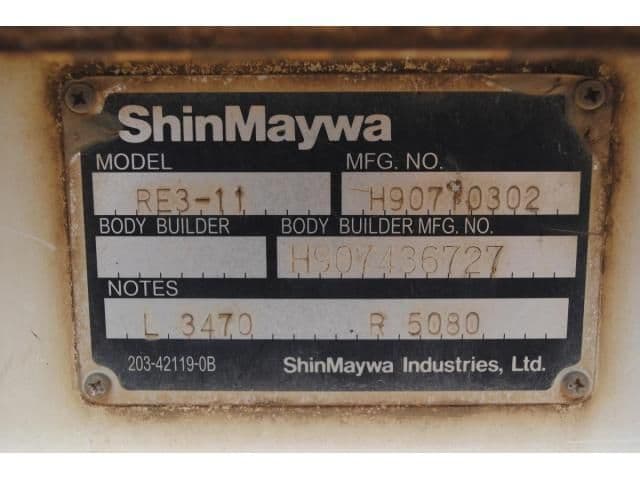 ShinMaywa
MODEL MFG. NO.
RE3-11 H90710302
BODY BUILDER BODY BUILDER MFG. NO.
H907436727
NOTES
L 3470 R 5080
203-42119-0B ShinMaywa Industries, Ltd.